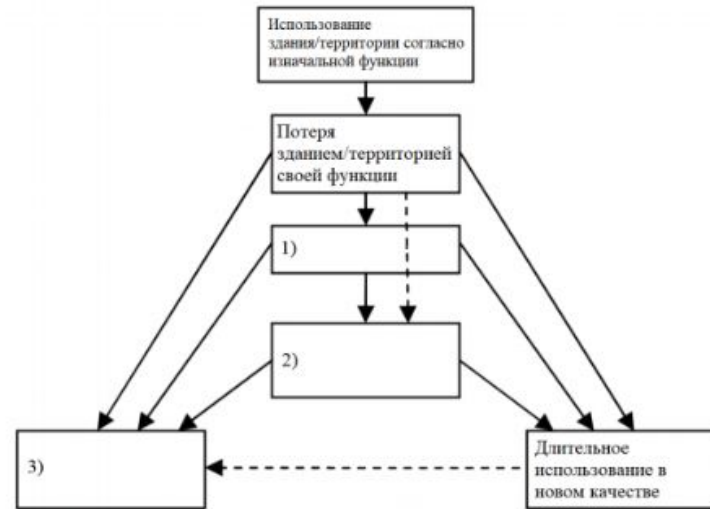 Использование
здания/территории согласно
изначальной функции
Потеря
зданием/территорией
своей функции
1)
2)
3)
Длительное
использование в
новом качестве